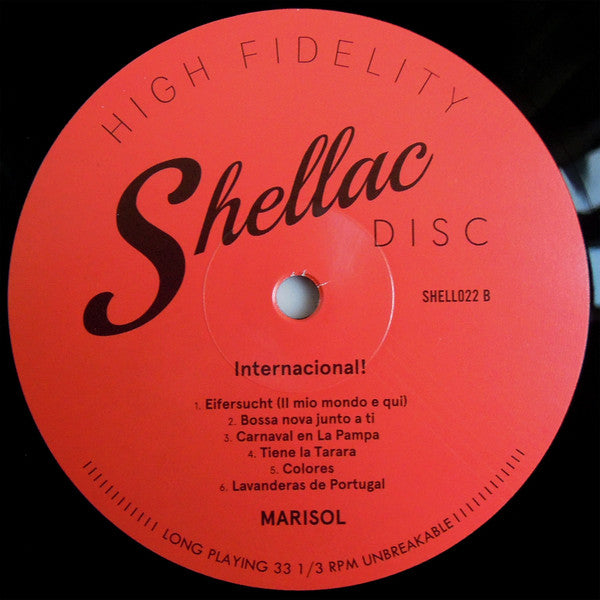 HIGH FIDELITY
Shellac
DISC
SHELL022 B
Internacional!
1. Eifersucht (Il mio mondo e qui)
2. Bossa nova junto a ti
3. Carnaval en La Pampa
4. Tiene la Tarara
5. Colores
6. Lavanderas de Portugal
MARISOL
LONG PLAYING 33 1/3 RPM UNBREAKABLE